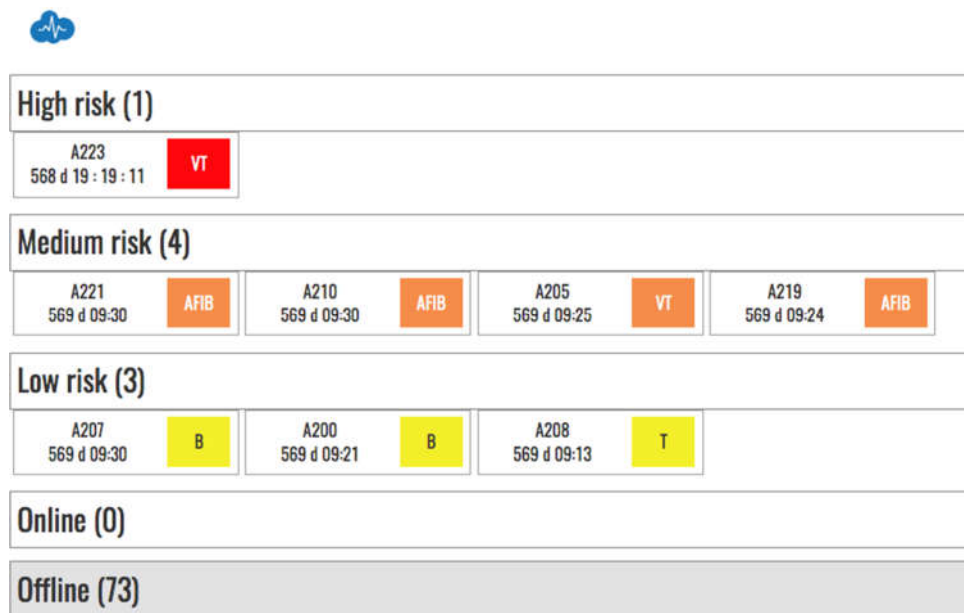 High risk (1)
A223
568 d 19 : 19 : 11
VT
Medium risk (4)
A221
569 d 09:30
AFIB
A210
569 d 09:30
AFIB
A205
569 d 09:25
VT
A219
569 d 09:24
AFIB
Low risk (3)
A207
569 d 09:30
B
A200
569 d 09:21
B
A208
569 d 09:13
T
Online (0)
Offline (73)